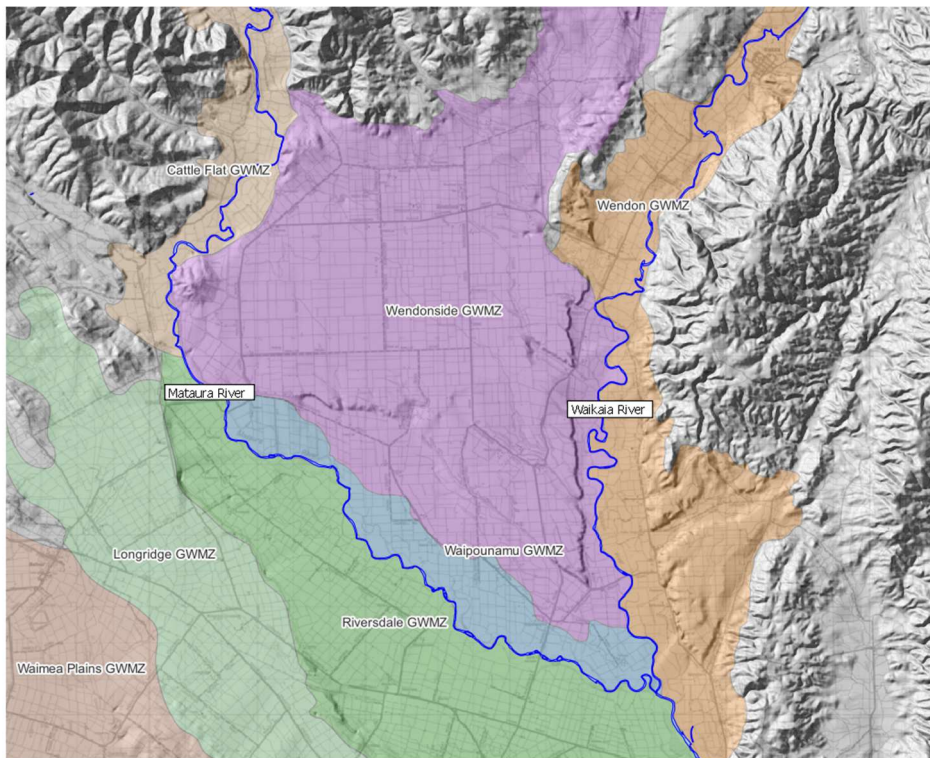 Cattle Flat GWMZ
Wendon GWMZ
Wendonside GWMZ
Mataura River
Waikaia River
Longridge GWMZ
Waipounamu GWMZ
Riversdale GWMZ
Waimea Plains GWMZ